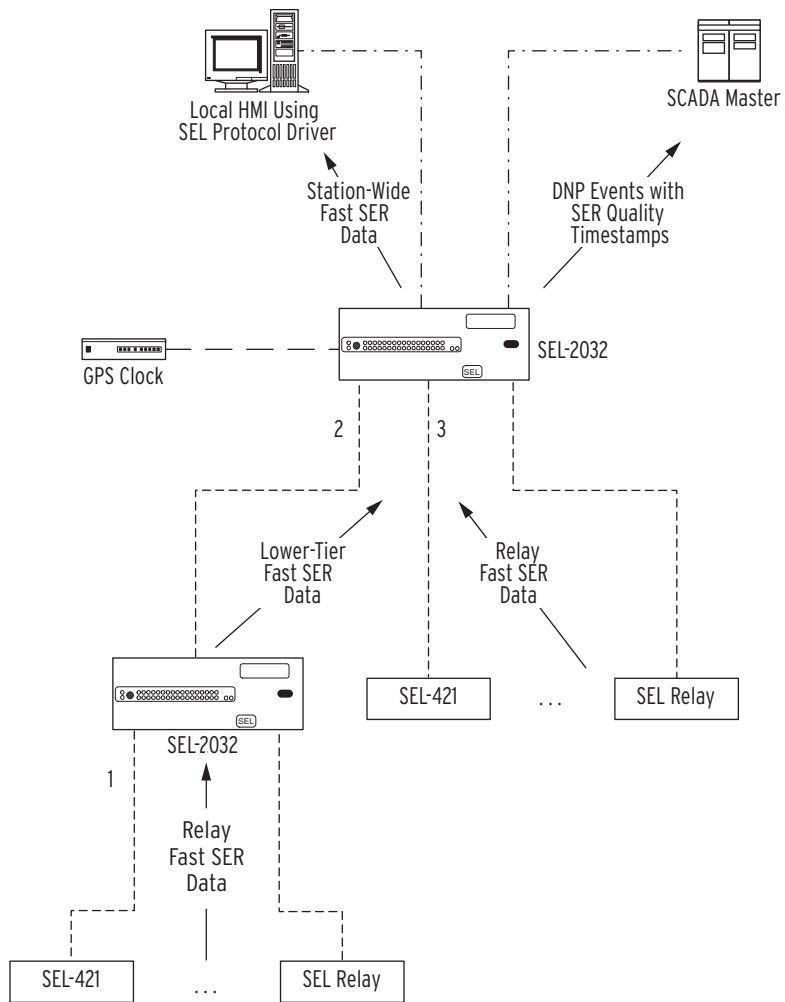 Local HMI Using
SEL Protocol Driver
SCADA Master
Station-Wide
Fast SER
Data
DNP Events with
SER Quality
Timestamps
SEL
SEL-2032
GPS Clock
2
3
Lower-Tier
Fast SER
Data
Relay
Fast SER
Data
SEL-421
...
SEL Relay
SEL
SEL-2032
1
Relay
Fast SER
Data
SEL-421
...
SEL Relay